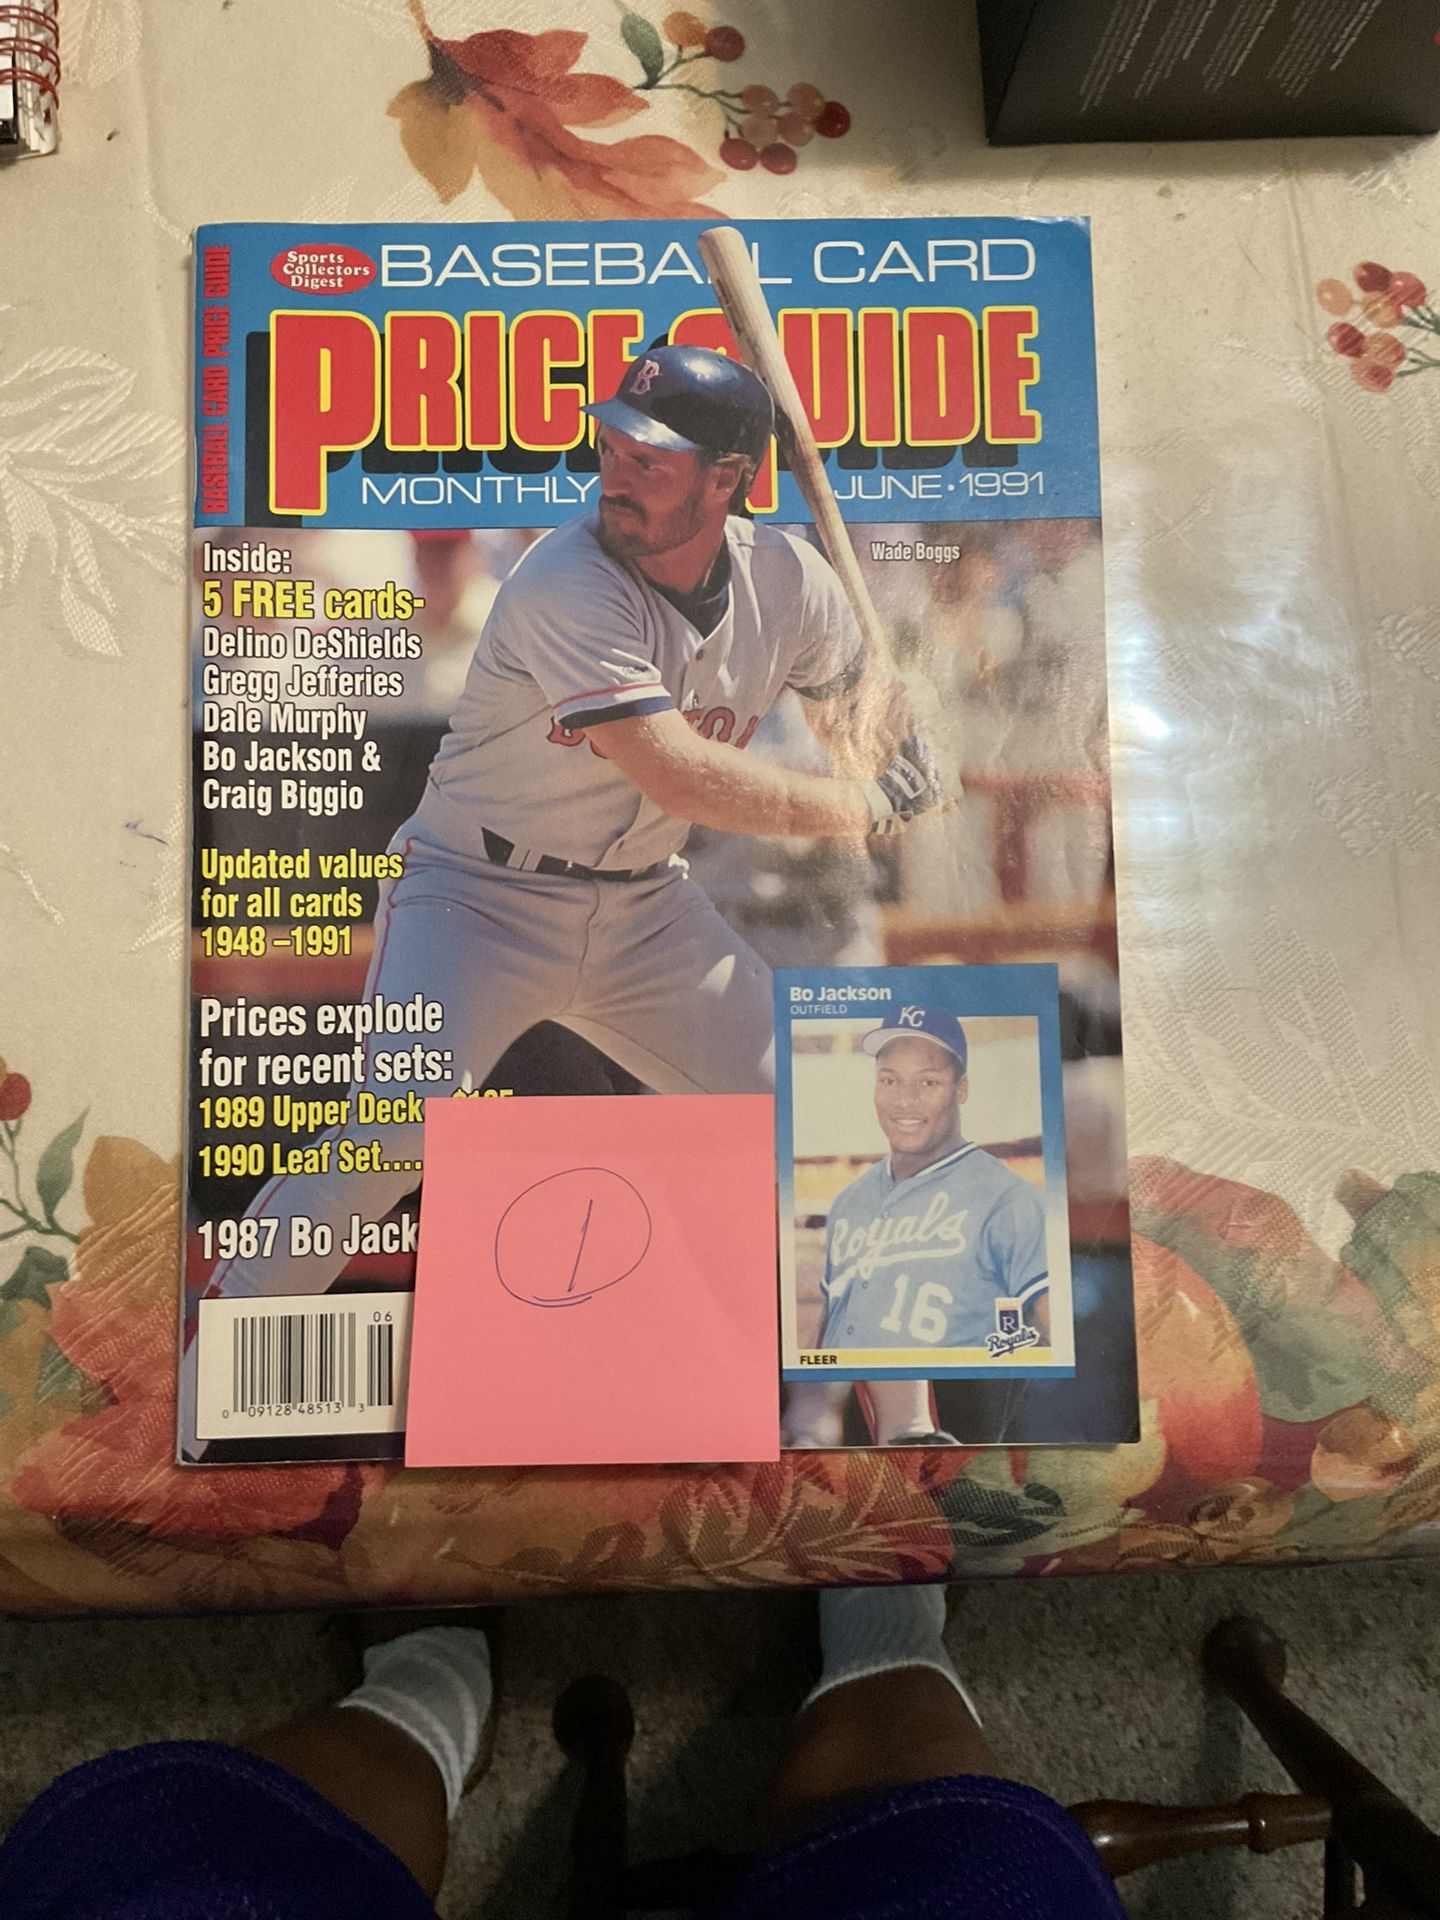 Sports
Collectors
Digest
BASEBALL CARD
PRICE GUIDE
MONTHLY
JUNE • 1991
BASEBALL CARD PRICE GUIDE
Wade Boggs
Inside:
5 FREE cards-
Delino DeShields
Gregg Jefferies
Dale Murphy
Bo Jackson &
Craig Biggio
Updated values
for all cards
1948 –1991
Prices explode
for recent sets:
1989 Upper Deck
1990 Leaf Set....
1987 Bo Jack
06
0 09128 48513 3
1
Bo Jackson
OUTFIELD
KC
Royals
16
R
Royals
FLEER
B